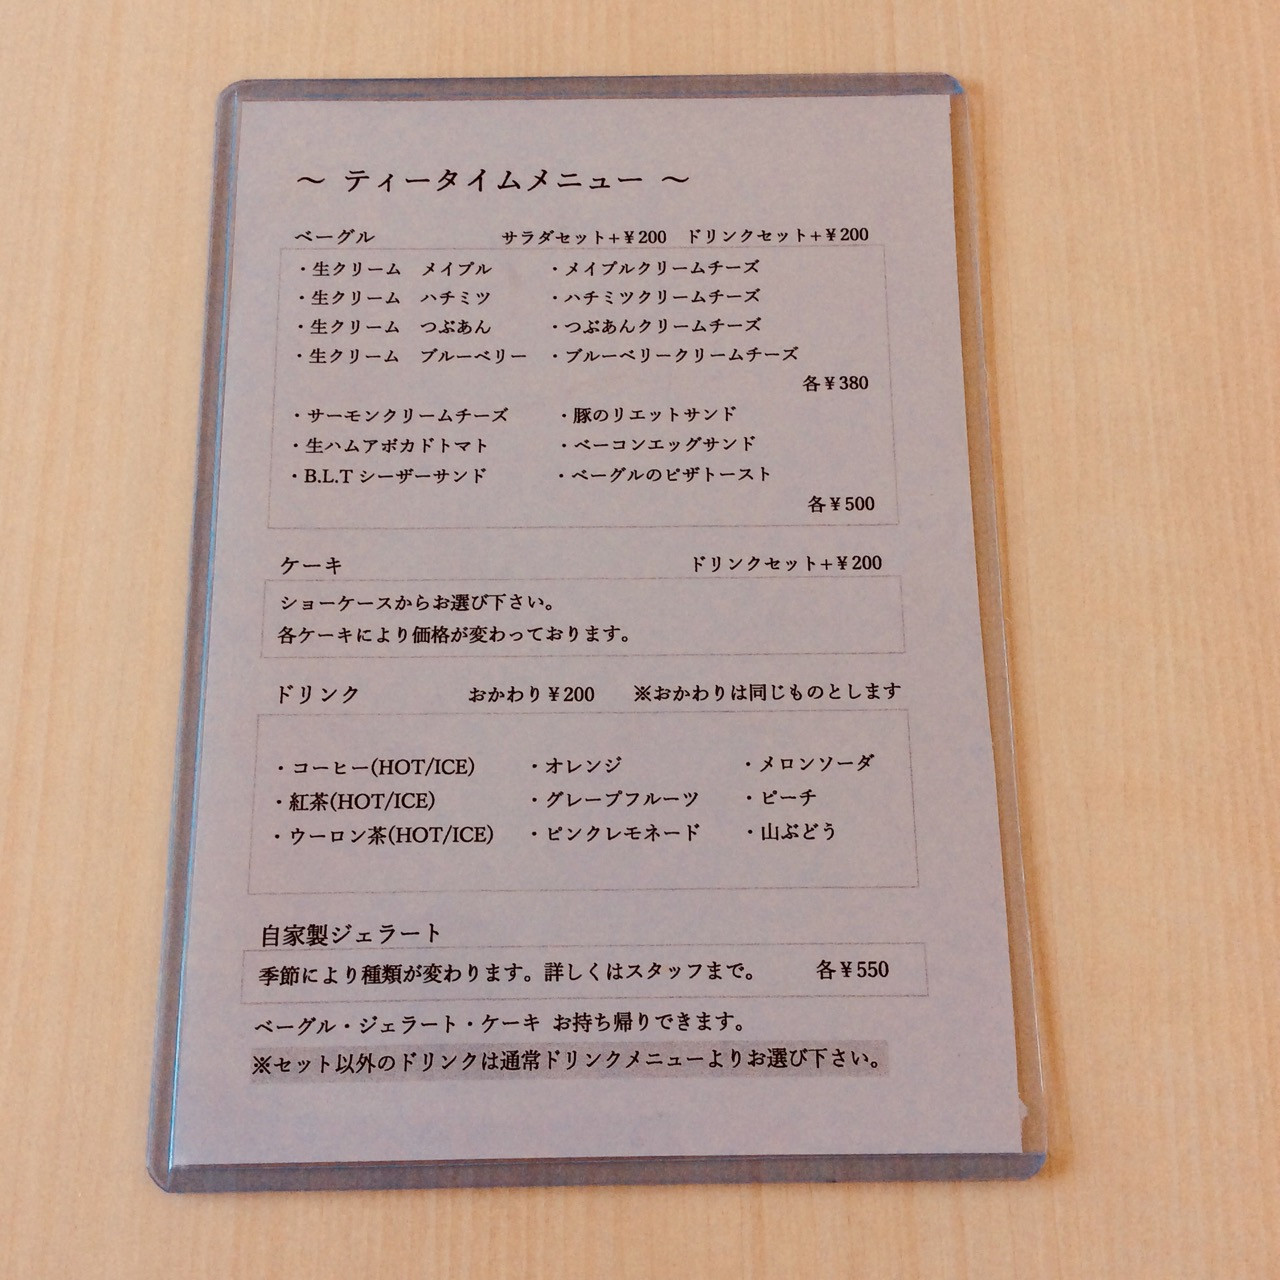 ～ ティータイムメニュー ～
ベーグル　サラダセット+¥200　ドリンクセット+¥200
・生クリーム　メイプル　・メイプルクリームチーズ
・生クリーム　ハチミツ　・ハチミツクリームチーズ
・生クリーム　つぶあん　・つぶあんクリームチーズ
・生クリーム　ブルーベリー　・ブルーベリークリームチーズ
各¥380
・サーモンクリームチーズ　・豚のリエットサンド
・生ハムアボカドトマト　・ベーコンエッグサンド
・B.L.Tシーザーサンド　・ベーグルのピザトースト
各¥500
ケーキ　ドリンクセット+¥200
ショーケースからお選び下さい。
各ケーキにより価格が変わっております。
ドリンク　おかわり¥200　※おかわりは同じものとします
・コーヒー(HOT/ICE)　・オレンジ　・メロンソーダ
・紅茶(HOT/ICE)　・グレープフルーツ　・ピーチ
・ウーロン茶(HOT/ICE)　・ピンクレモネード　・山ぶどう
自家製ジェラート
季節により種類が変わります。詳しくはスタッフまで。　各¥550
ベーグル・ジェラート・ケーキ お持ち帰りできます。
※セット以外のドリンクは通常ドリンクメニューよりお選び下さい。